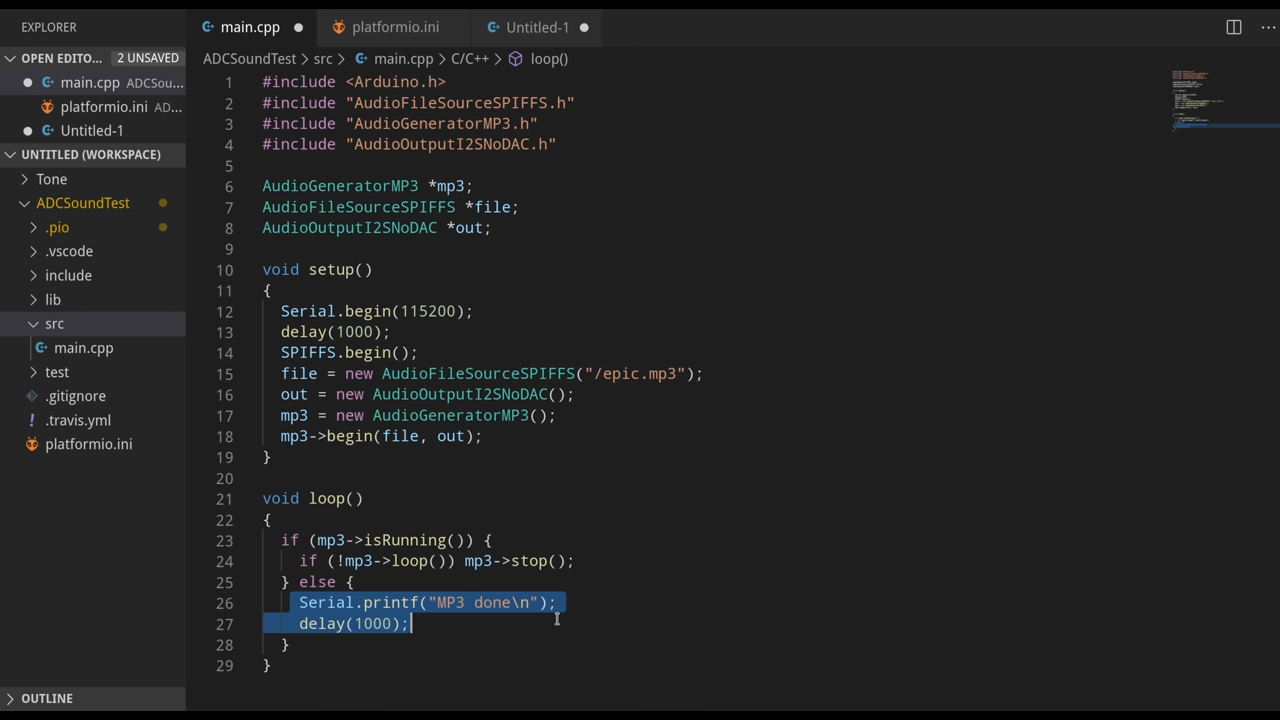 EXPLORER
main.cpp
platformio.ini
Untitled-1
OPEN EDITO... 2 UNSAVED
main.cpp ADCSou...
platformio.ini AD...
Untitled-1
UNTITLED (WORKSPACE)
Tone
ADCSoundTest
.pio
.vscode
include
lib
src
main.cpp
test
.gitignore
.travis.yml
platformio.ini
OUTLINE
ADCSoundTest > src > main.cpp > C/C++ > loop()
1 #include <Arduino.h>
2 #include "AudioFileSourceSPIFFS.h"
3 #include "AudioGeneratorMP3.h"
4 #include "AudioOutputI2SNoDAC.h"
5
6 AudioGeneratorMP3 *mp3;
7 AudioFileSourceSPIFFS *file;
8 AudioOutputI2SNoDAC *out;
9
10 void setup()
11 {
12 Serial.begin(115200);
13 delay(1000);
14 SPIFFS.begin();
15 file = new AudioFileSourceSPIFFS("/epic.mp3");
16 out = new AudioOutputI2SNoDAC();
17 mp3 = new AudioGeneratorMP3();
18 mp3->begin(file, out);
19 }
20
21 void loop()
22 {
23 if (mp3->isRunning()) {
24 if (!mp3->loop()) mp3->stop();
25 } else {
26 Serial.printf("MP3 done\n");
27 delay(1000);
28 }
29 }